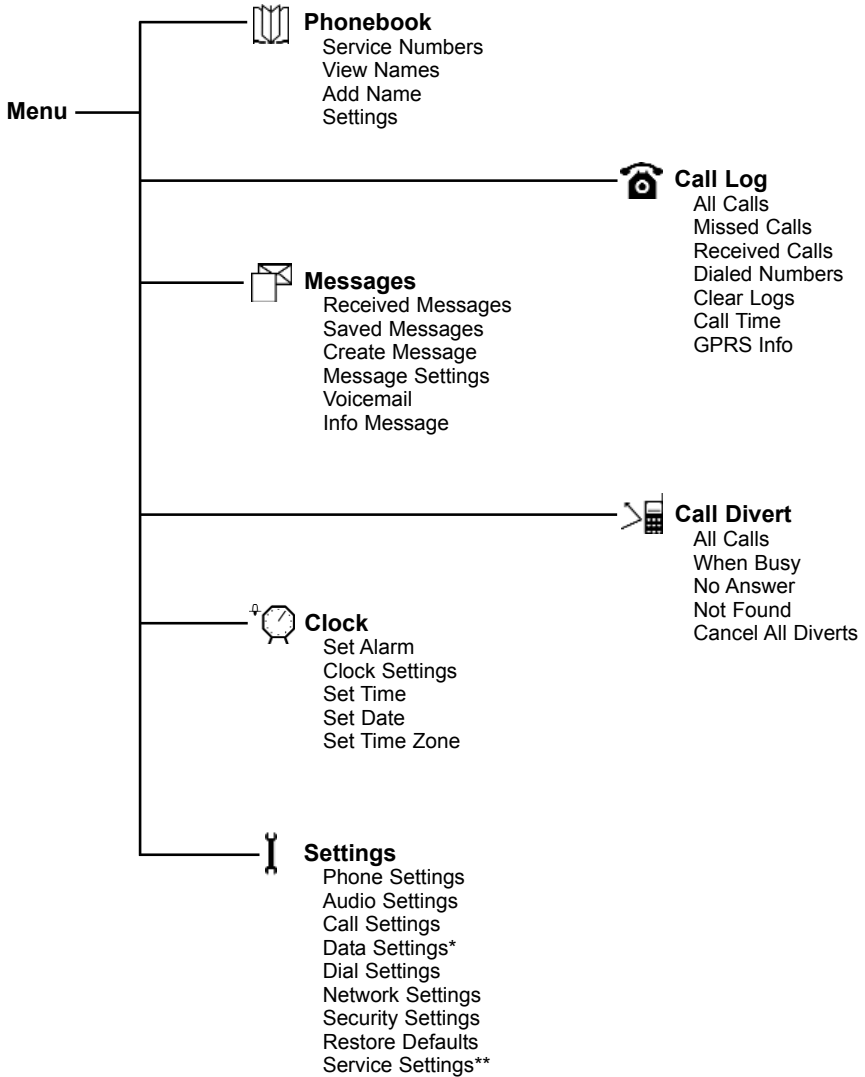 Phonebook
Service Numbers
View Names
Add Name
Settings
Menu
Call Log
All Calls
Missed Calls
Received Calls
Dialed Numbers
Clear Logs
Call Time
GPRS Info
Messages
Received Messages
Saved Messages
Create Message
Message Settings
Voicemail
Info Message
Call Divert
All Calls
When Busy
No Answer
Not Found
Cancel All Diverts
Clock
Set Alarm
Clock Settings
Set Time
Set Date
Set Time Zone
Settings
Phone Settings
Audio Settings
Call Settings
Data Settings*
Dial Settings
Network Settings
Security Settings
Restore Defaults
Service Settings**